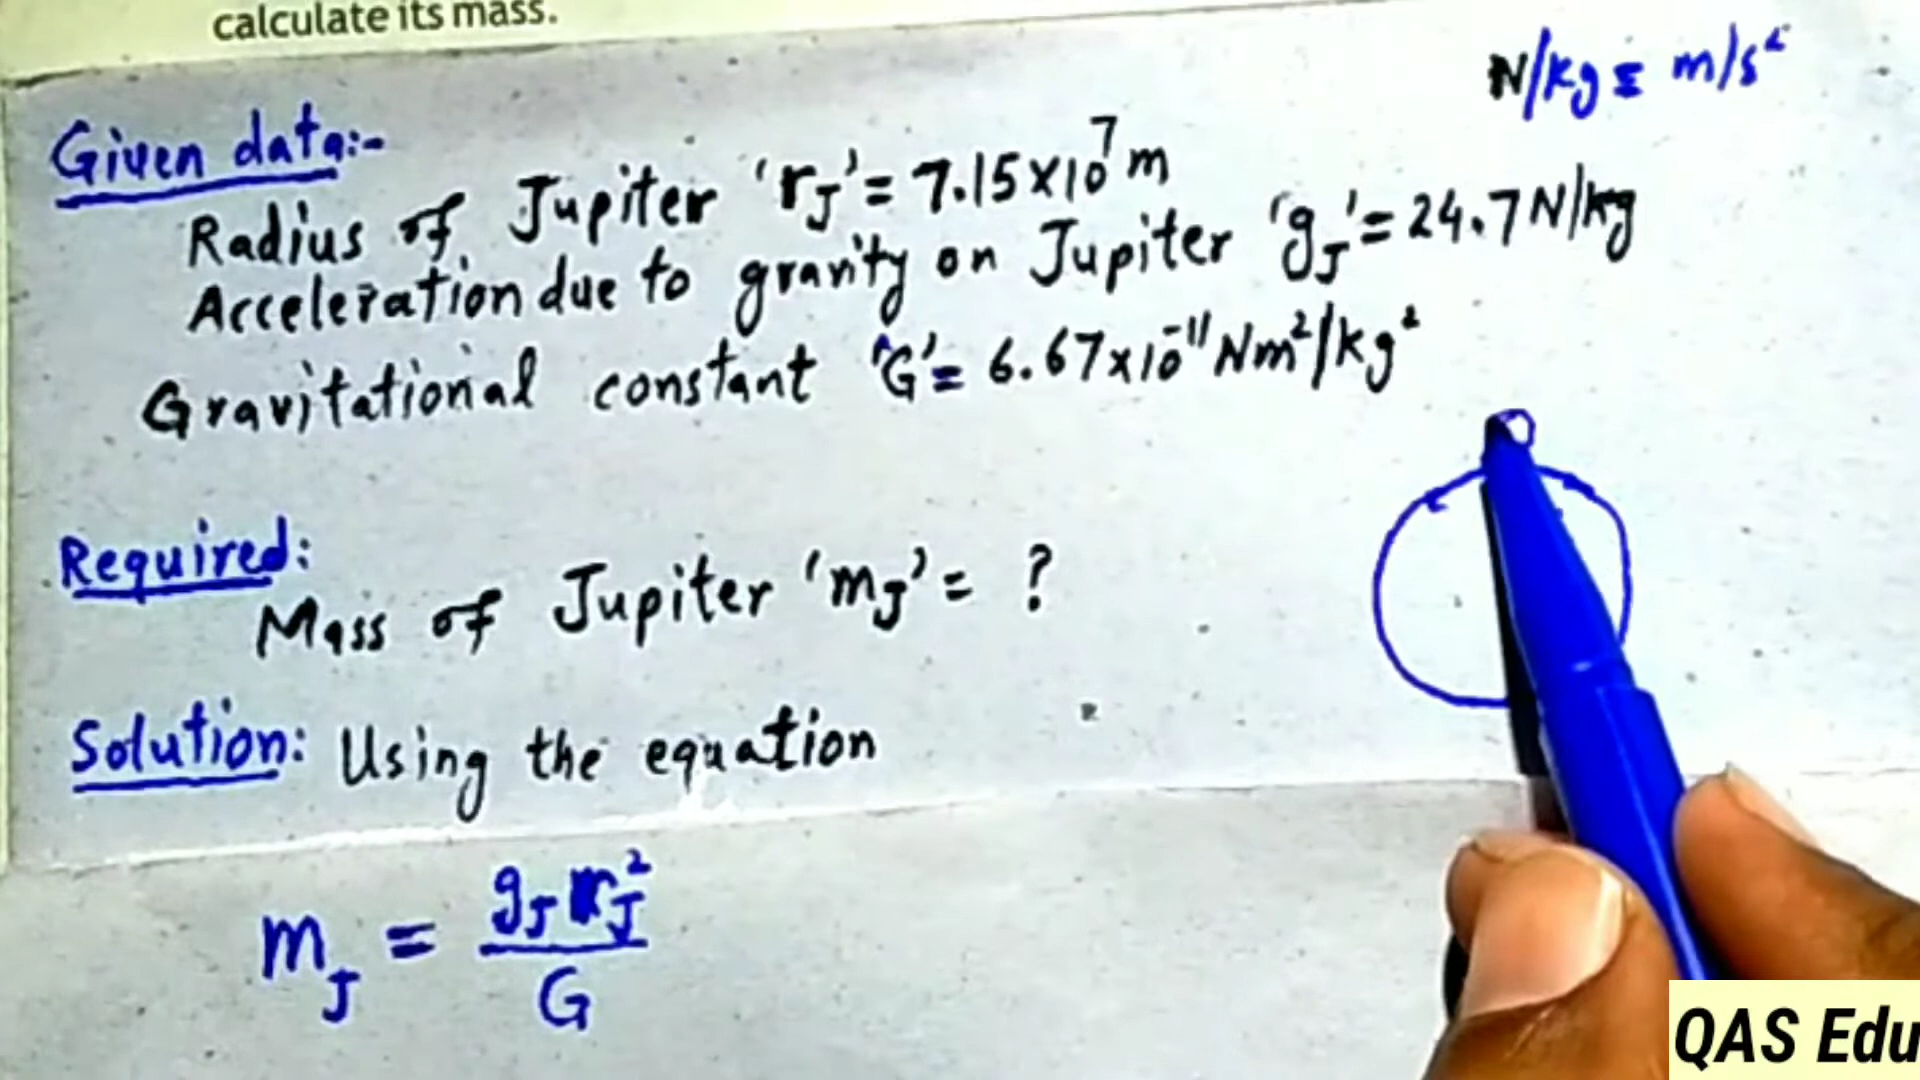 calculate its mass.
N/kg = m/s²
Given data:-
Radius of Jupiter 'rJ' = 7.15×10⁷ m
Acceleration due to gravity on Jupiter 'gJ' = 24.7 N/kg
Gravitational constant 'G' = 6.67×10⁻¹¹ Nm²/kg²
Required:
Mass of Jupiter 'mJ' = ?
Solution: Using the equation
mJ = gJ rJ² / G
QAS Edu